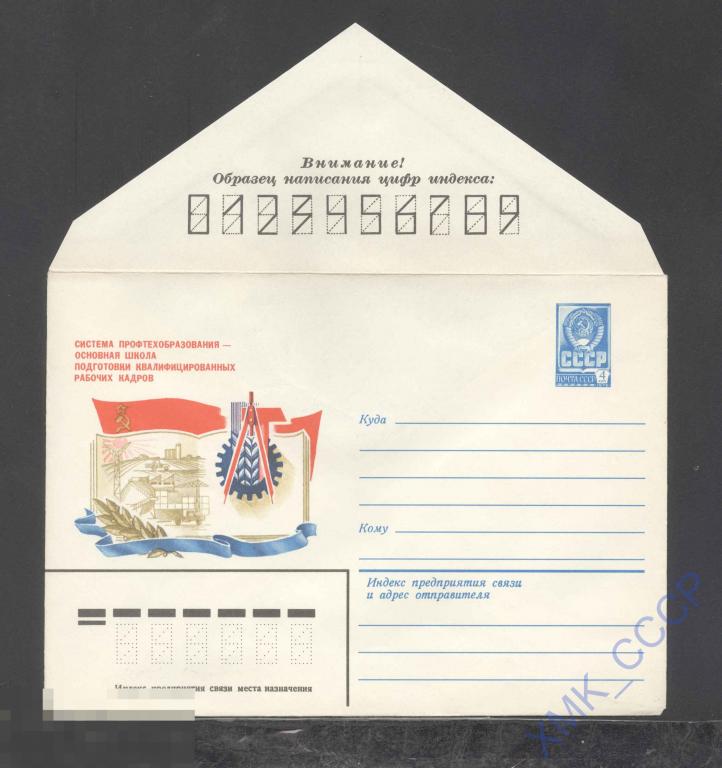 Внимание!
Образец написания цифр индекса:
0123456789
СИСТЕМА ПРОФТЕХОБРАЗОВАНИЯ —
ОСНОВНАЯ ШКОЛА
ПОДГОТОВКИ КВАЛИФИЦИРОВАННЫХ
РАБОЧИХ КАДРОВ
СССР
ПОЧТА СССР 4
Куда
Кому
Индекс предприятия связи
и адрес отправителя
Индекс предприятия связи места назначения
ХМК_СССР